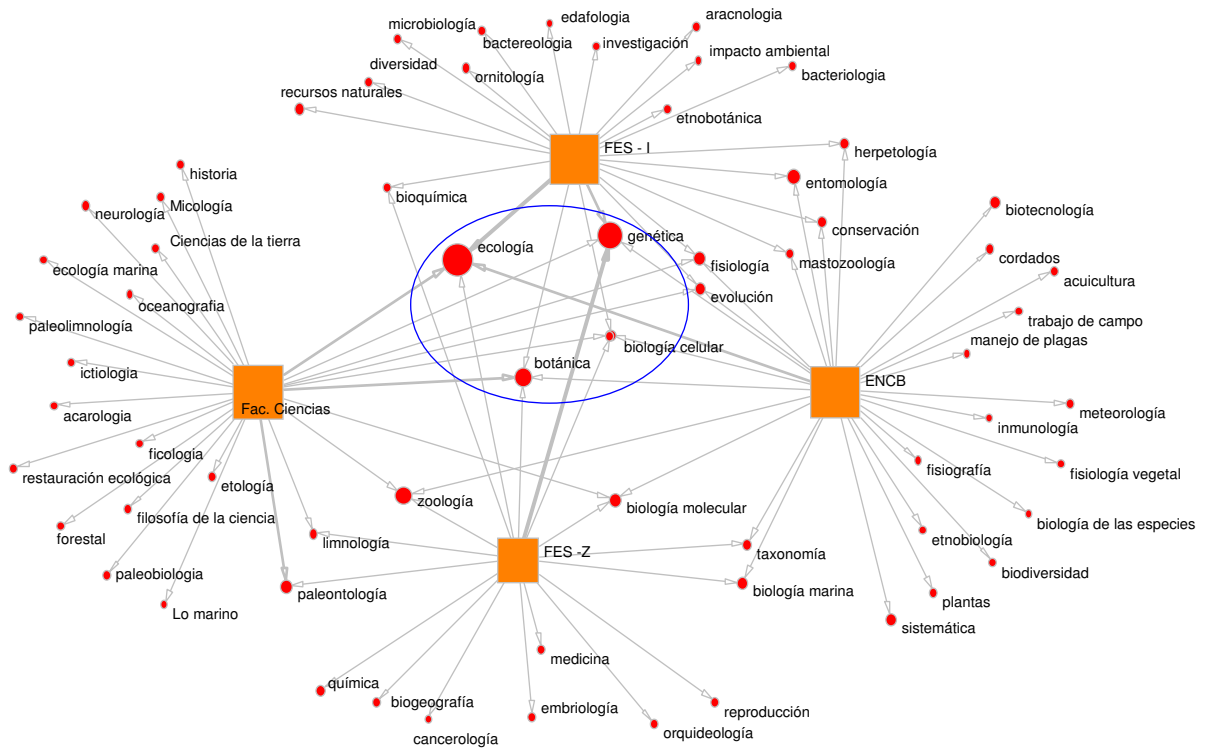 aracnologia
edafologia
microbiología
bactereologia
investigación
impacto ambiental
diversidad
ornitología
bacteriologia
recursos naturales
etnobotánica
FES - I
herpetología
historia
bioquímica
entomología
Micología
neurología
biotecnología
conservación
genética
Ciencias de la tierra
ecología
cordados
mastozoología
fisiología
ecología marina
acuicultura
evolución
oceanografia
trabajo de campo
paleolimnología
manejo de plagas
biología celular
botánica
ictiologia
ENCB
Fac. Ciencias
acarologia
meteorología
inmunología
ficología
restauración ecológica
fisiografía
fisiología vegetal
etología
zoología
biología molecular
filosofía de la ciencia
biología de las especies
forestal
etnobiología
limnología
FES -Z
taxonomía
paleobiologia
biodiversidad
paleontología
biología marina
plantas
Lo marino
sistemática
medicina
química
biogeografía
embriología
reproducción
orquideología
cancerología